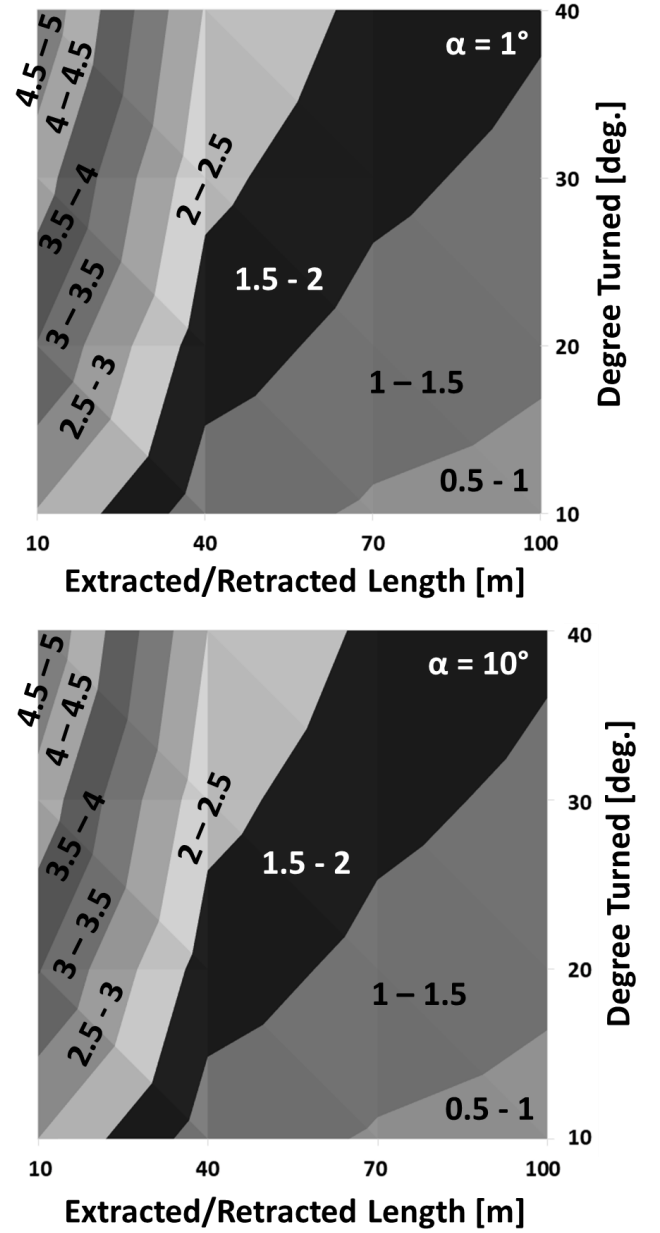 40
α = 1°
4.5 – 5
4 – 4.5
3.5 – 4
3 – 3.5
2.5 - 3
2 – 2.5
1.5 - 2
1 – 1.5
0.5 - 1
30
20
10
Degree Turned [deg.]
10 40 70 100
Extracted/Retracted Length [m]
40
α = 10°
4.5 – 5
4 – 4.5
3.5 – 4
3 – 3.5
2.5 - 3
2 – 2.5
1.5 - 2
1 – 1.5
0.5 - 1
30
20
10
Degree Turned [deg.]
10 40 70 100
Extracted/Retracted Length [m]